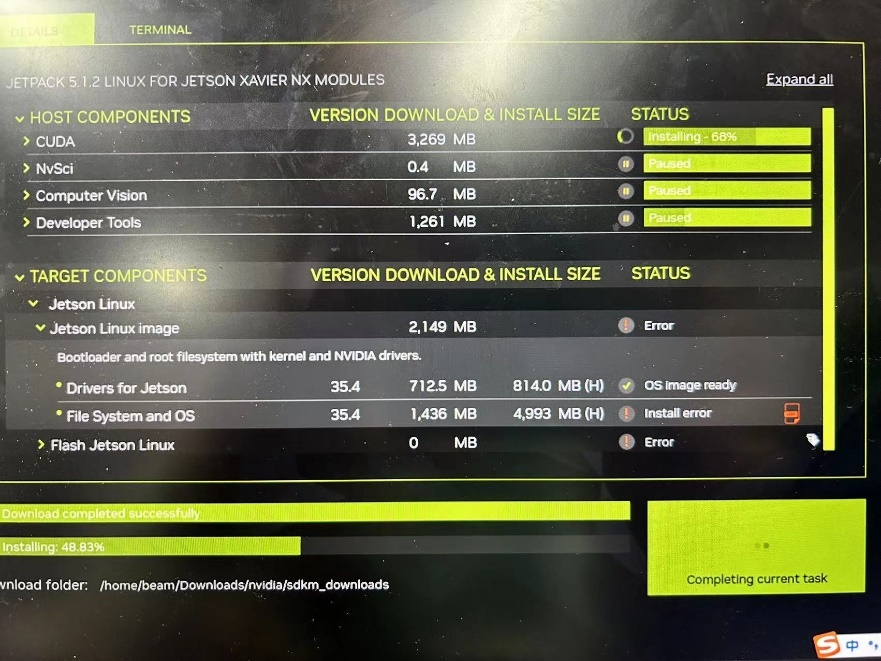 DETAILS TERMINAL
JETPACK 5.1.2 LINUX FOR JETSON XAVIER NX MODULES Expand all
HOST COMPONENTS VERSION DOWNLOAD & INSTALL SIZE STATUS
CUDA 3,269 MB Installing - 68%
NvSci 0.4 MB Paused
Computer Vision 96.7 MB Paused
Developer Tools 1,261 MB Paused
TARGET COMPONENTS VERSION DOWNLOAD & INSTALL SIZE STATUS
Jetson Linux
Jetson Linux image 2,149 MB Error
Bootloader and root filesystem with kernel and NVIDIA drivers.
Drivers for Jetson 35.4 712.5 MB 814.0 MB (H) OS image ready
File System and OS 35.4 1,436 MB 4,993 MB (H) Install error
Flash Jetson Linux 0 MB Error
Download completed successfully
Installing: 48.83%
Completing current task
wnload folder: /home/beam/Downloads/nvidia/sdkm_downloads
S 中 •,